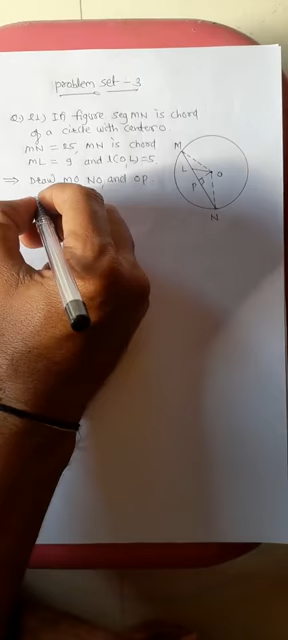 problem set - 3
Q.) 21) In figure seg MN is chord
of a circle with center O.
MN = 25, MN is chord
ML = 9 and d(O,L) = 5.
⇒ Draw MO, NO, and OP.
M
L
O
P
N